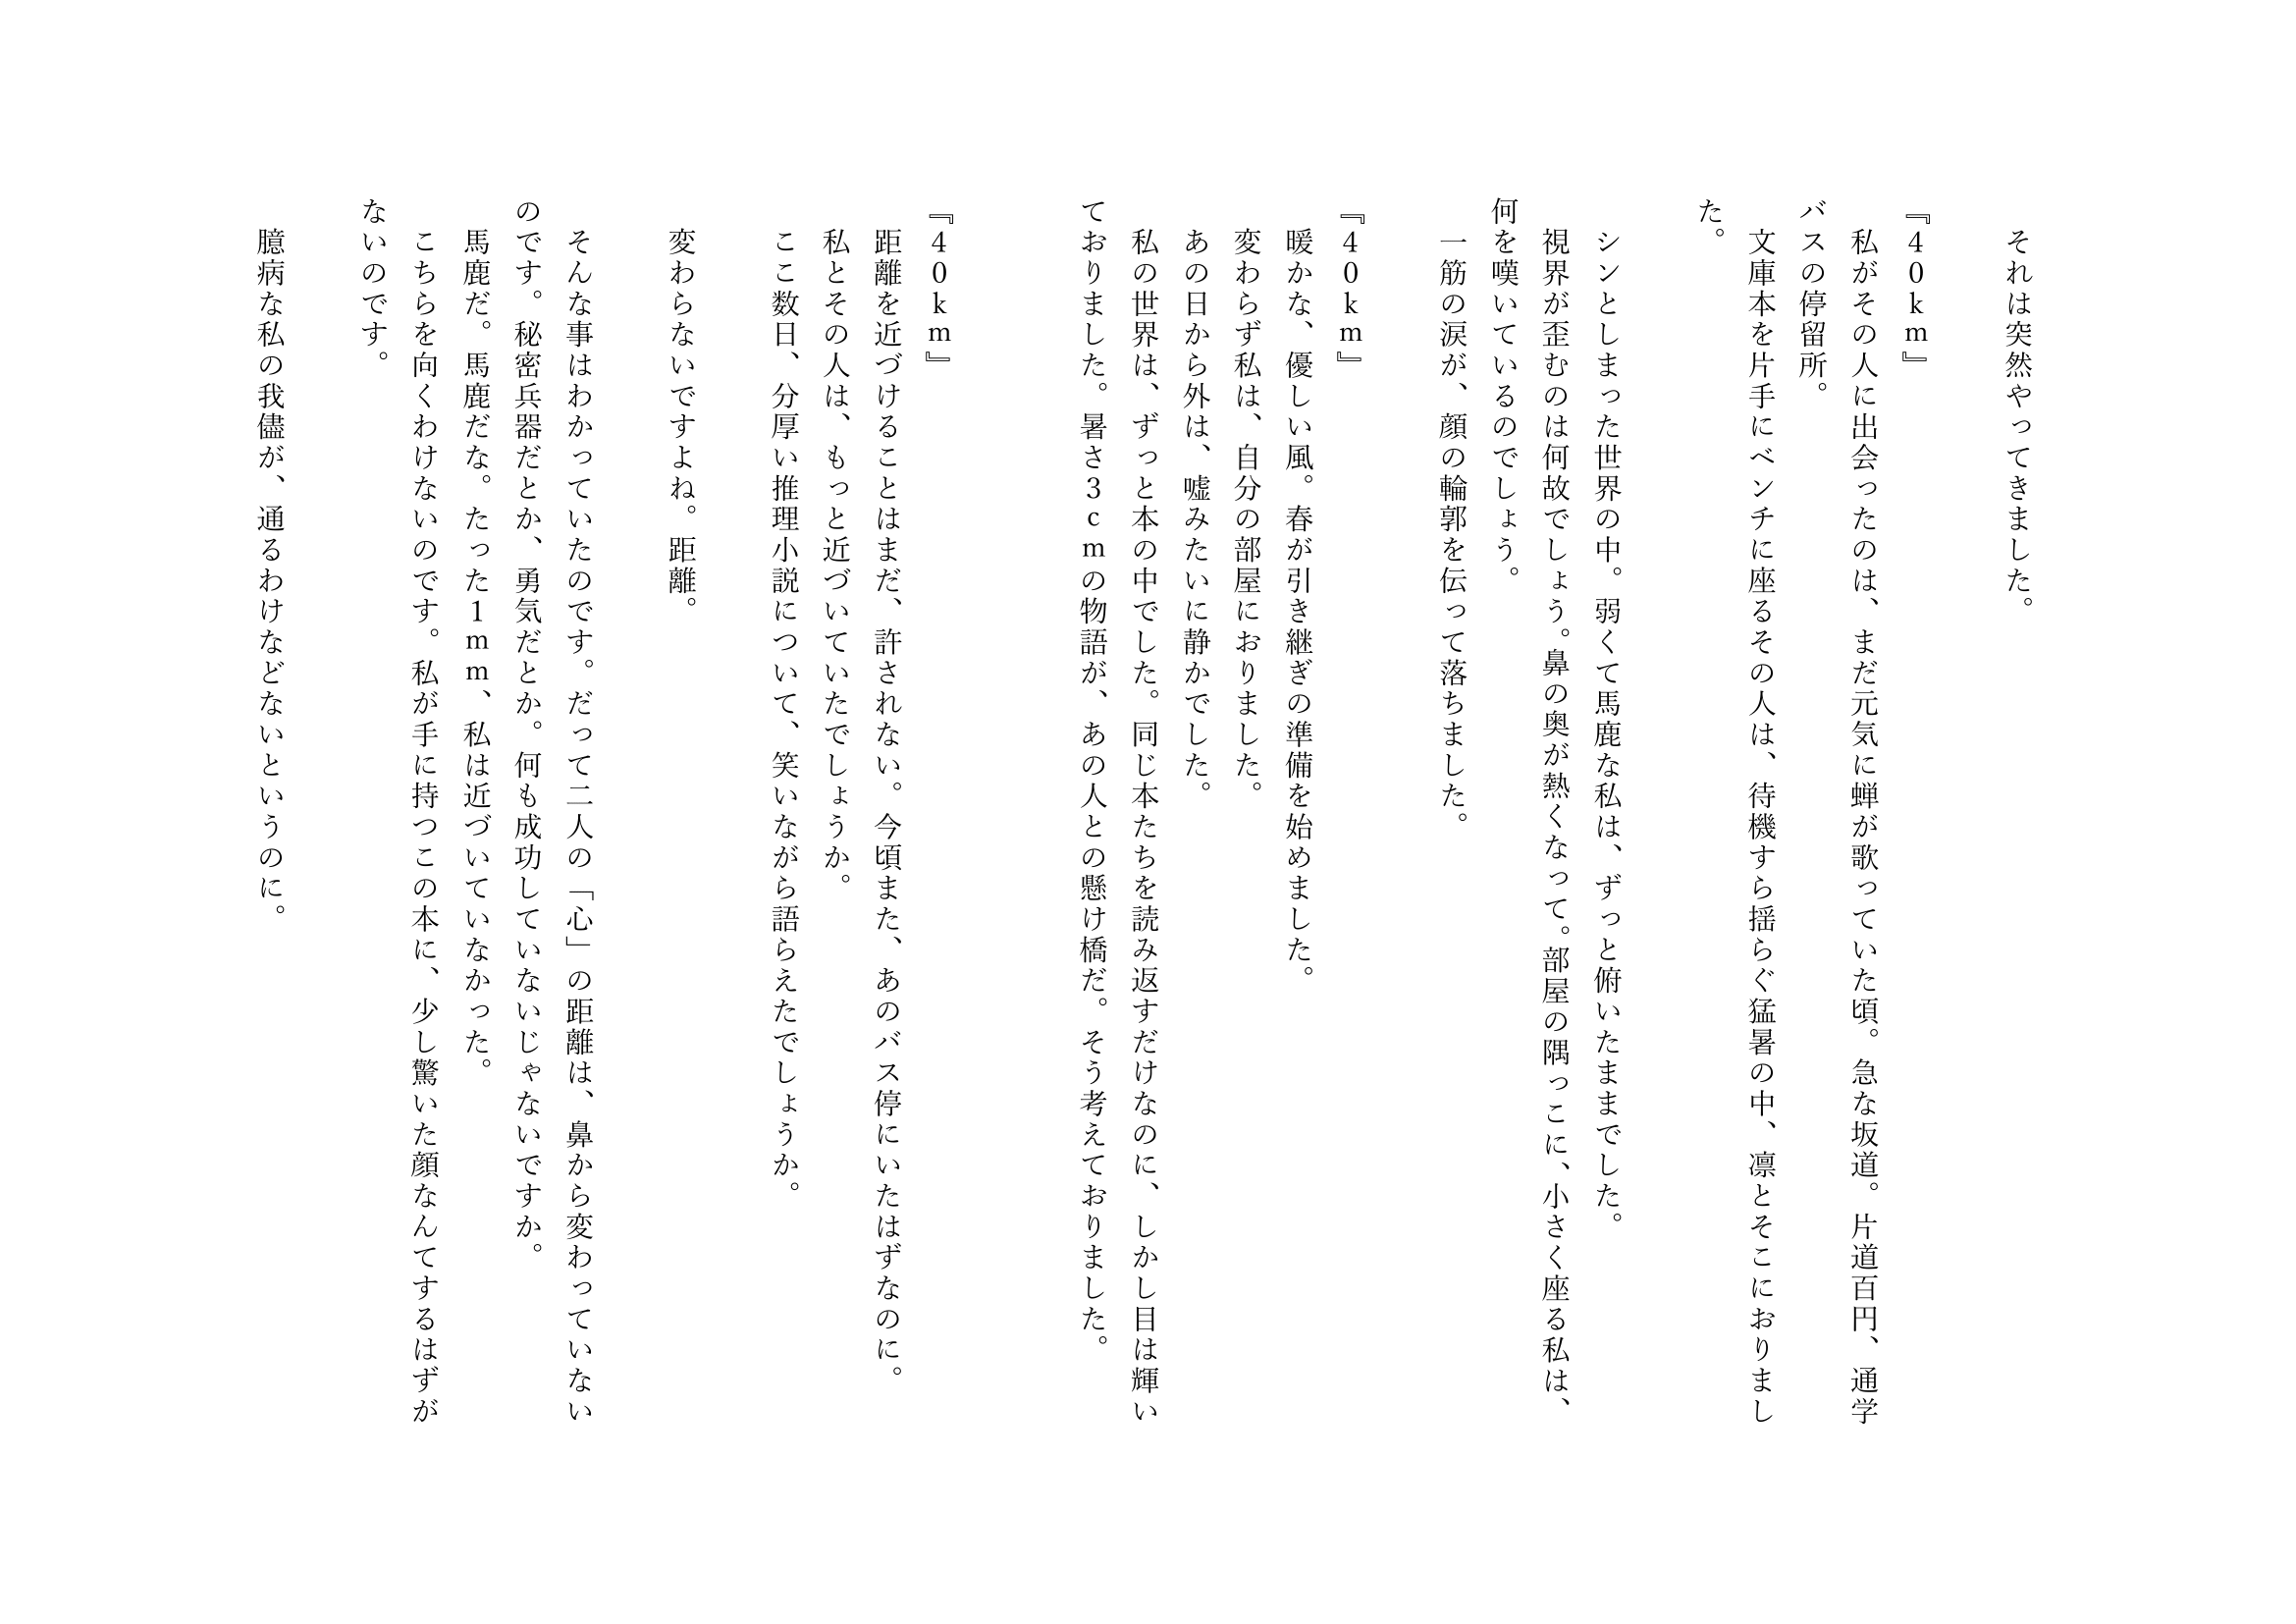 それは突然やってきました。
『４０ｋｍ』
私がその人に出会ったのは、まだ元気に蝉が歌っていた頃。急な坂道。片道百円、通学
バスの停留所。
文庫本を片手にベンチに座るその人は、待機すら揺らぐ猛暑の中、凛とそこにおりまし
た。
シンとしまった世界の中。弱くて馬鹿な私は、ずっと俯いたままでした。
視界が歪むのは何故でしょう。鼻の奥が熱くなって。部屋の隅っこに、小さく座る私は、
何を嘆いているのでしょう。
一筋の涙が、顔の輪郭を伝って落ちました。
『４０ｋｍ』
暖かな、優しい風。春が引き継ぎの準備を始めました。
変わらず私は、自分の部屋におりました。
あの日から外は、嘘みたいに静かでした。
私の世界は、ずっと本の中でした。同じ本たちを読み返すだけなのに、しかし目は輝い
ておりました。暑さ３ｃｍの物語が、あの人との懸け橋だ。そう考えておりました。
『４０ｋｍ』
距離を近づけることはまだ、許されない。今頃また、あのバス停にいたはずなのに。
私とその人は、もっと近づいていたでしょうか。
ここ数日、分厚い推理小説について、笑いながら語らえたでしょうか。
変わらないですよね。距離。
そんな事はわかっていたのです。だって二人の「心」の距離は、鼻から変わっていない
のです。秘密兵器だとか、勇気だとか。何も成功していないじゃないですか。
馬鹿だ。馬鹿だな。たった１ｍｍ、私は近づいていなかった。
こちらを向くわけないのです。私が手に持つこの本に、少し驚いた顔なんてするはずが
ないのです。
臆病な私の我儘が、通るわけなどないというのに。